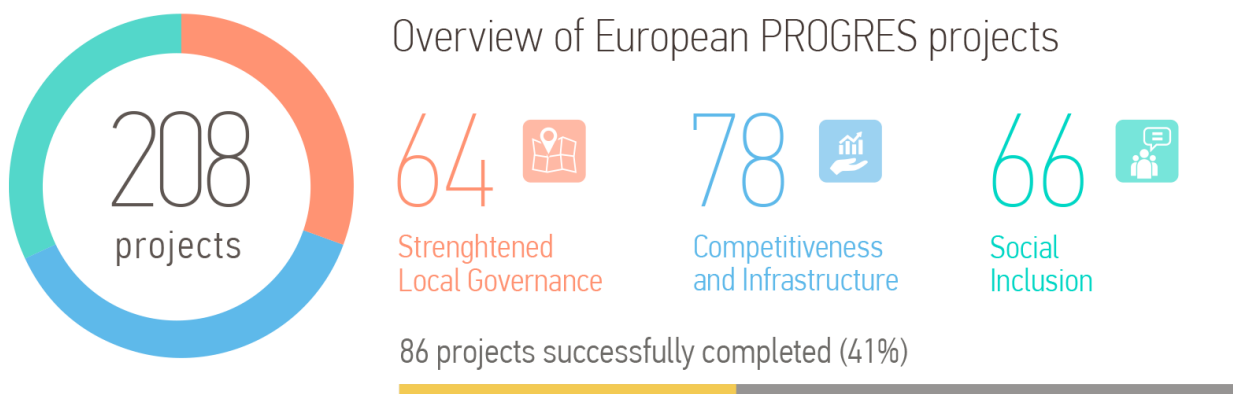 208
projects
Overview of European PROGRES projects
64
Strenghtened
Local Governance
78
Competitiveness
and Infrastructure
66
Social
Inclusion
86 projects successfully completed (41%)